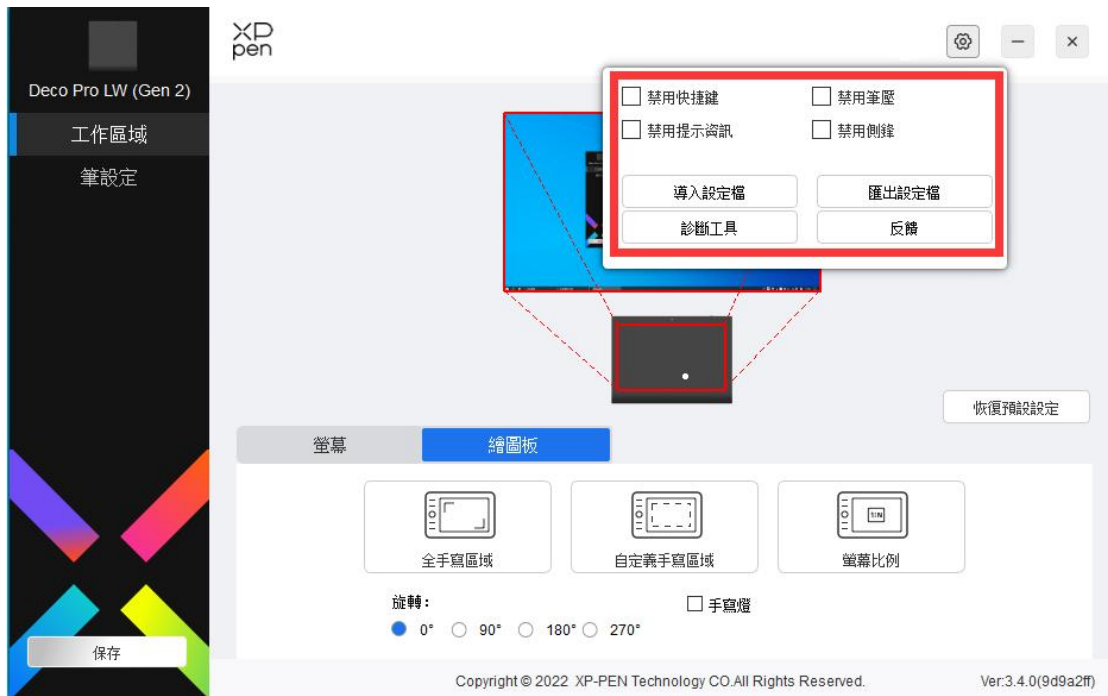 XP
pen
Deco Pro LW (Gen 2)
工作區域
筆設定
保存
禁用快捷鍵
禁用筆壓
禁用提示資訊
禁用側鋒
導入設定檔
匯出設定檔
診斷工具
反饋
恢復預設設定
螢幕
繪圖板
全手寫區域
自定義手寫區域
1:N
螢幕比例
旋轉：
手寫燈
0° 90° 180° 270°
Copyright © 2022 XP-PEN Technology CO.All Rights Reserved.
Ver:3.4.0(9d9a2ff)